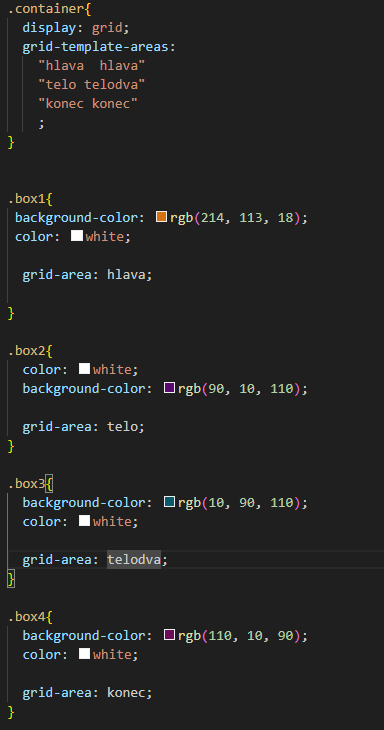 .container{
display: grid;
grid-template-areas:
"hlava  hlava"
"telo telodva"
"konec konec"
;
}
.box1{
background-color: rgb(214, 113, 18);
color: white;
grid-area: hlava;
}
.box2{
color: white;
background-color: rgb(90, 10, 110);
grid-area: telo;
}
.box3{
background-color: rgb(10, 90, 110);
color: white;
grid-area: telodva;
}
.box4{
background-color: rgb(110, 10, 90);
color: white;
grid-area: konec;
}